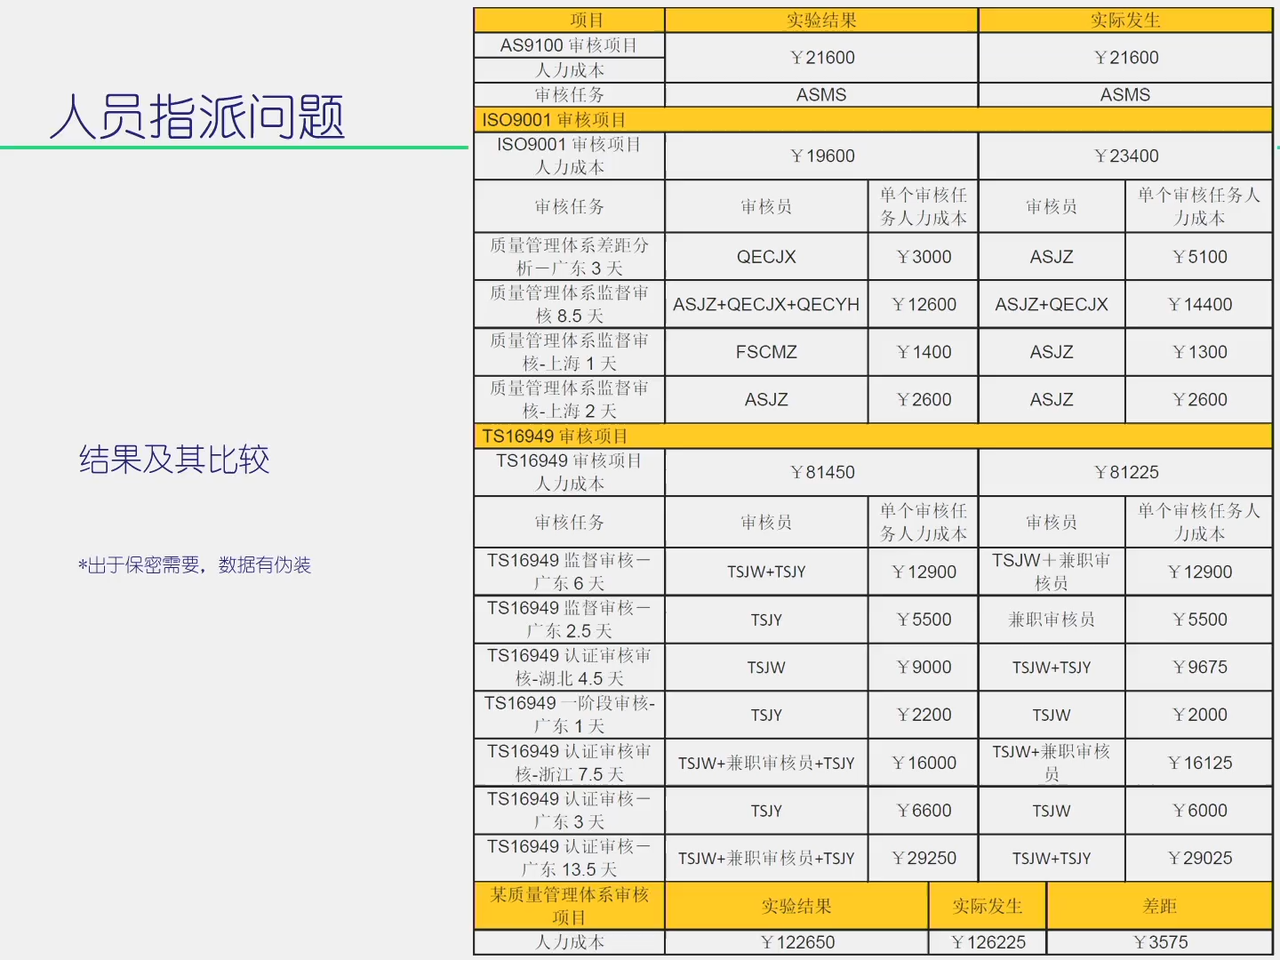 人员指派问题
结果及其比较
*出于保密需要，数据有伪装
项目 实验结果 实际发生
AS9100 审核项目
人力成本
￥21600 ￥21600
审核任务 ASMS ASMS
ISO9001 审核项目
ISO9001 审核项目
人力成本
￥19600 ￥23400
审核任务 审核员 单个审核任
务人力成本
审核员 单个审核任务人
力成本
质量管理体系差距分
析－广东 3 天
QECJX ￥3000 ASJZ ￥5100
质量管理体系监督审
核 8.5 天
ASJZ+QECJX+QECYH ￥12600 ASJZ+QECJX ￥14400
质量管理体系监督审
核-上海 1 天
FSCMZ ￥1400 ASJZ ￥1300
质量管理体系监督审
核-上海 2 天
ASJZ ￥2600 ASJZ ￥2600
TS16949 审核项目
TS16949 审核项目
人力成本
￥81450 ￥81225
审核任务 审核员 单个审核任
务人力成本
审核员 单个审核任务人
力成本
TS16949 监督审核－
广东 6 天
TSJW+TSJY ￥12900 TSJW＋兼职审
核员
￥12900
TS16949 监督审核－
广东 2.5 天
TSJY ￥5500 兼职审核员 ￥5500
TS16949 认证审核审
核-湖北 4.5 天
TSJW ￥9000 TSJW+TSJY ￥9675
TS16949 一阶段审核-
广东 1 天
TSJY ￥2200 TSJW ￥2000
TS16949 认证审核审
核-浙江 7.5 天
TSJW+兼职审核员+TSJY ￥16000 TSJW+兼职审核
员
￥16125
TS16949 认证审核－
广东 3 天
TSJY ￥6600 TSJW ￥6000
TS16949 认证审核－
广东 13.5 天
TSJW+兼职审核员+TSJY ￥29250 TSJW+TSJY ￥29025
某质量管理体系审核
项目
实验结果 实际发生 差距
人力成本 ￥122650 ￥126225 ￥3575